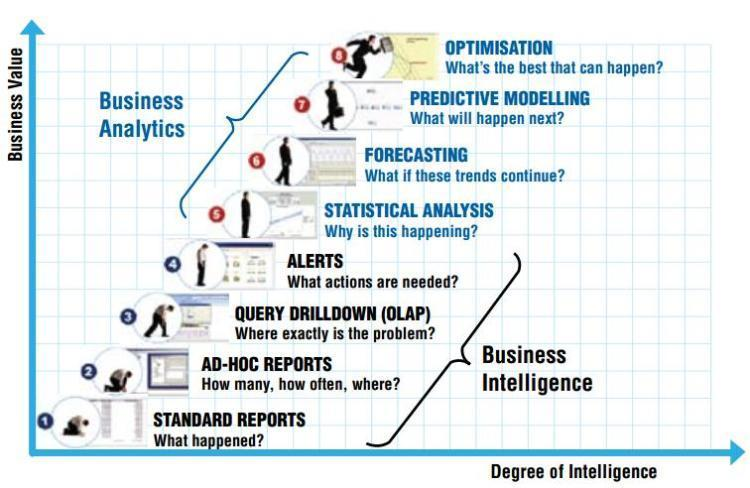 Business Value
8
OPTIMISATION
What's the best that can happen?
Business
Analytics
7
PREDICTIVE MODELLING
What will happen next?
6
FORECASTING
What if these trends continue?
5
STATISTICAL ANALYSIS
Why is this happening?
4
ALERTS
What actions are needed?
3
QUERY DRILLDOWN (OLAP)
Where exactly is the problem?
2
AD-HOC REPORTS
How many, how often, where?
Business
Intelligence
1
STANDARD REPORTS
What happened?
Degree of Intelligence